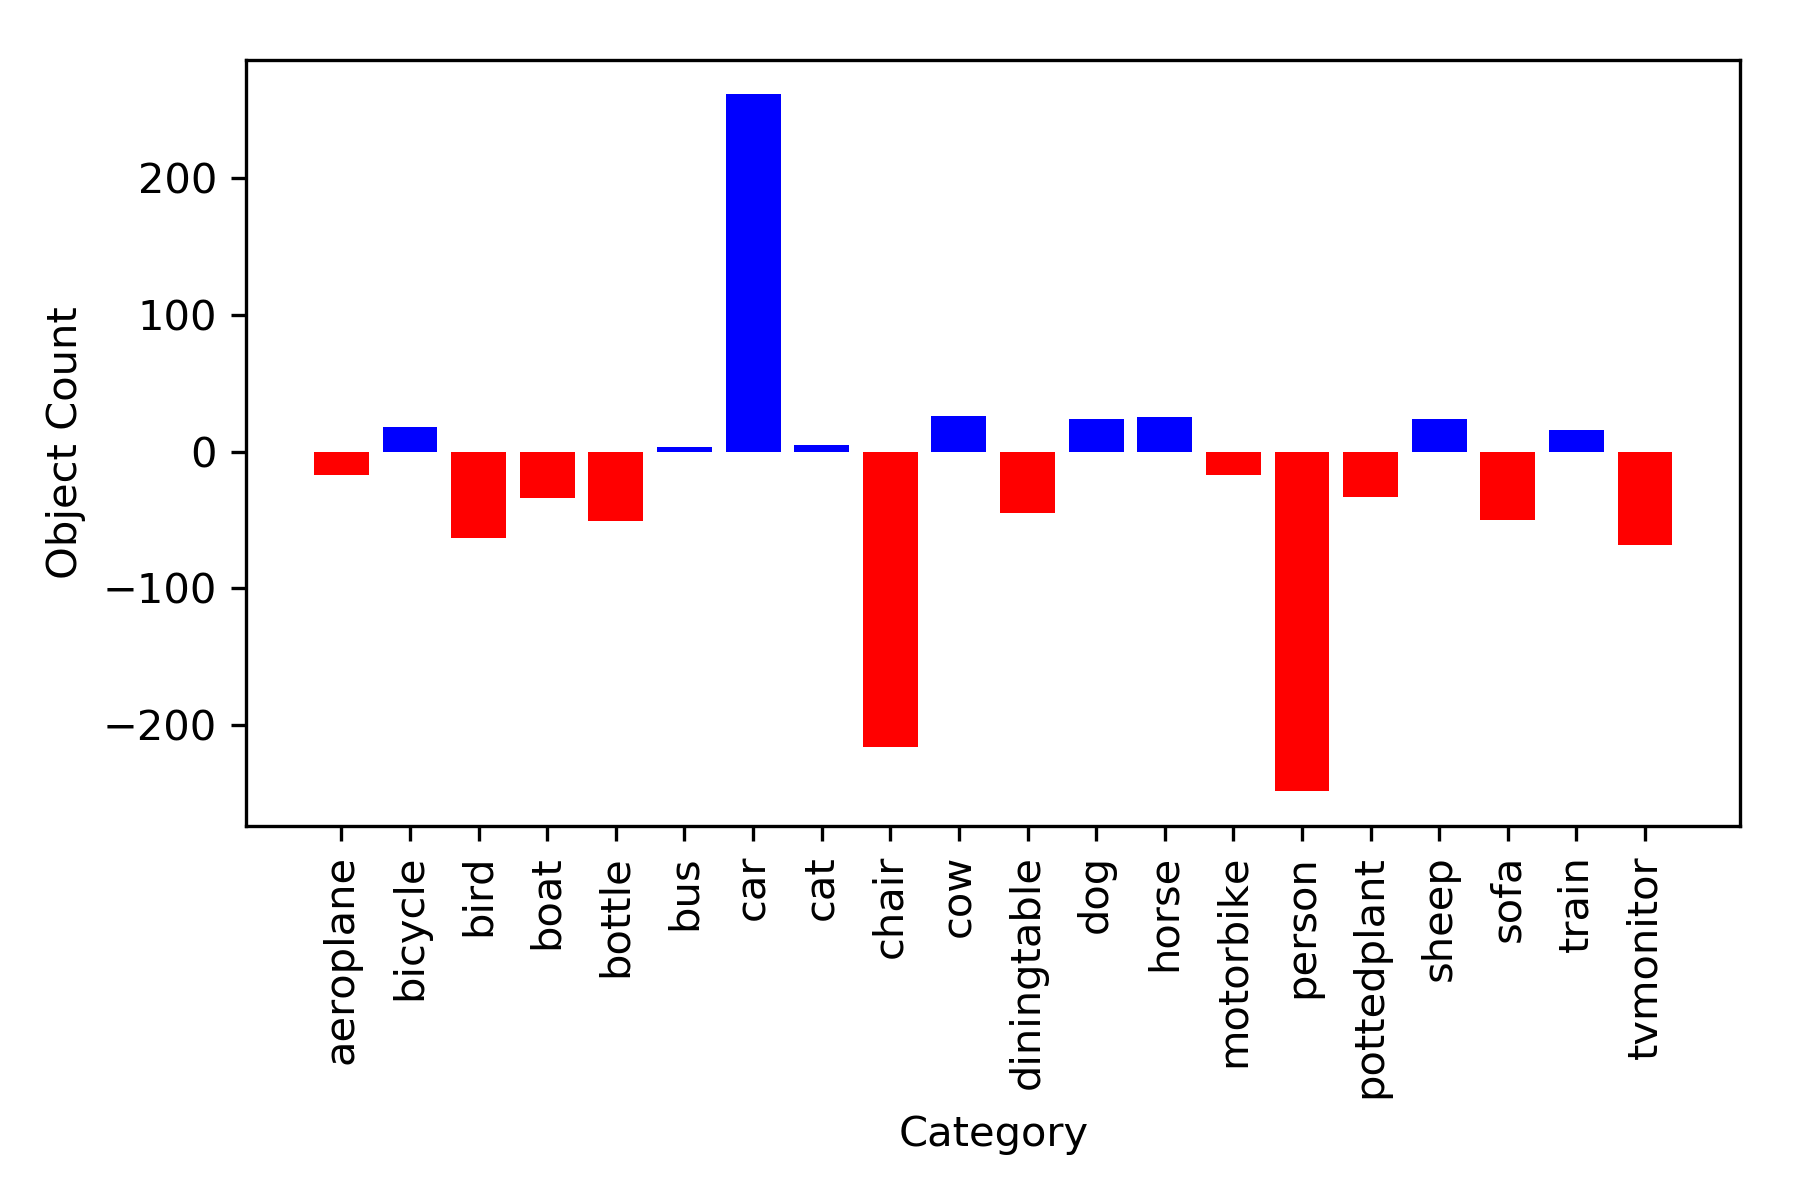 200
100
0
−100
−200
Object Count
aeroplane
bicycle
bird
boat
bottle
bus
car
cat
chair
cow
diningtable
dog
horse
motorbike
person
pottedplant
sheep
sofa
train
tvmonitor
Category